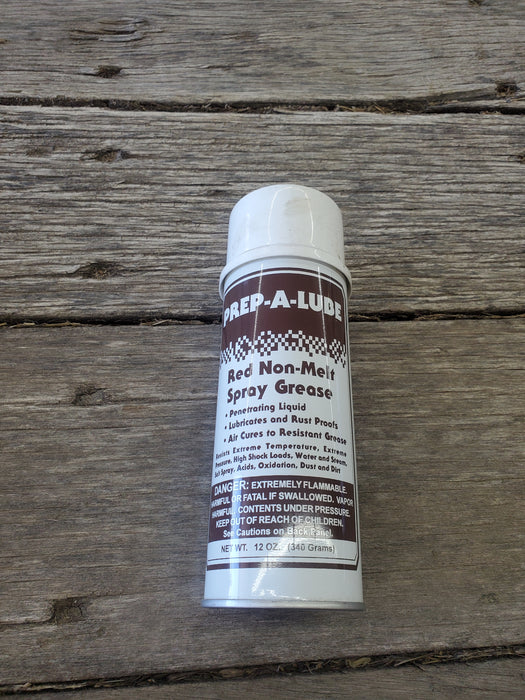 PREP-A-LUBE
Red Non-Melt
Spray Grease
• Penetrating Liquid
• Lubricates and Rust Proofs
• Air Cures to Resistant Grease
Resists Extreme Temperature, Extreme
Pressure, High Shock Loads, Water and Steam,
Salt Spray, Acids, Oxidation, Dust and Dirt
DANGER: EXTREMELY FLAMMABLE.
HARMFUL OR FATAL IF SWALLOWED. VAPOR
HARMFUL. CONTENTS UNDER PRESSURE.
KEEP OUT OF REACH OF CHILDREN.
See Cautions on Back Panel.
NET WT. 12 OZ. (340 Grams)